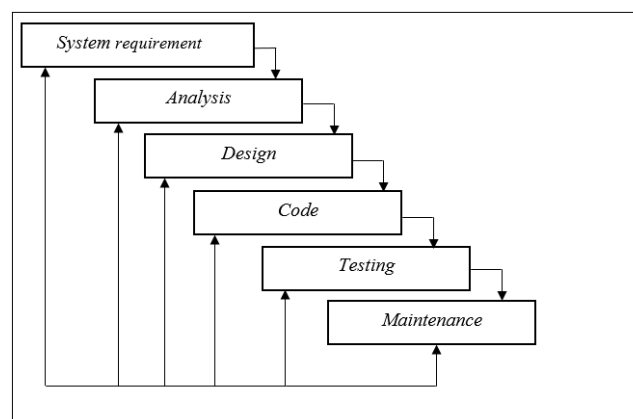 System requirement
Analysis
Design
Code
Testing
Maintenance